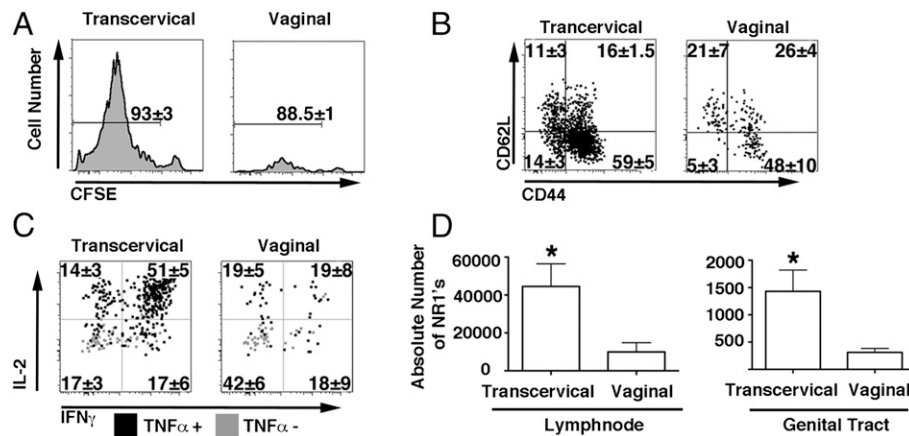 A
Transcervical
Vaginal
Cell Number
93±3
88.5±1
CFSE
B
Trancervical
Vaginal
CD62L
11±3
16±1.5
21±7
26±4
14±3
59±5
5±3
48±10
CD44
C
Transcervical
Vaginal
IL-2
14±3
51±5
19±5
19±8
17±3
17±6
42±6
18±9
IFNγ
TNFα +
TNFα -
D
Absolute Number
of NR1's
60000
40000
20000
0
*
Transcervical
Vaginal
Lymphnode
2000
1500
1000
500
*
Transcervical
Vaginal
Genital Tract